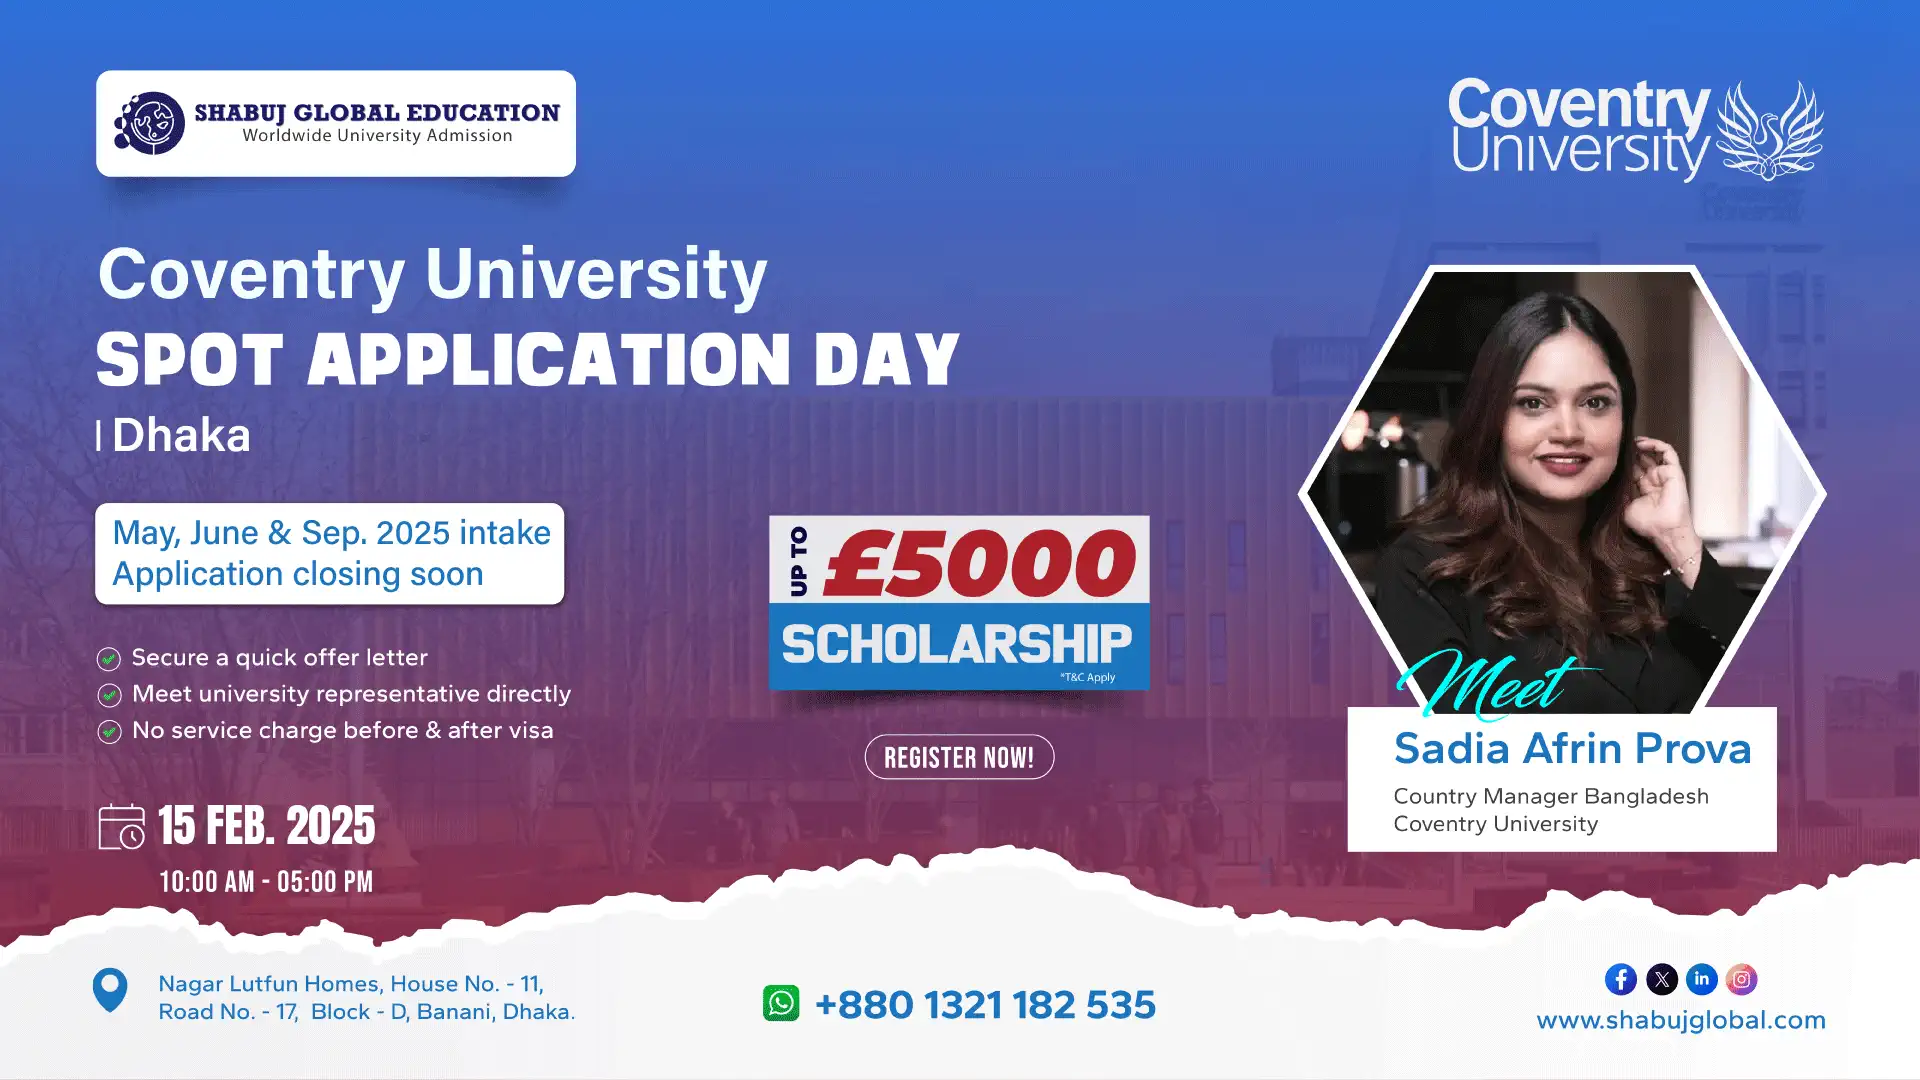 SHABUJ GLOBAL EDUCATION
Worldwide University Admission
Coventry
University
Coventry University
SPOT APPLICATION DAY
Dhaka
May, June & Sep. 2025 intake
Application closing soon
Secure a quick offer letter
Meet university representative directly
No service charge before & after visa
15 FEB. 2025
10:00 AM - 05:00 PM
UP TO
£5000
SCHOLARSHIP
*T&C Apply
REGISTER NOW!
Meet
Sadia Afrin Prova
Country Manager Bangladesh
Coventry University
Nagar Lutfun Homes, House No. - 11,
Road No. - 17, Block - D, Banani, Dhaka.
+880 1321 182 535
www.shabujglobal.com